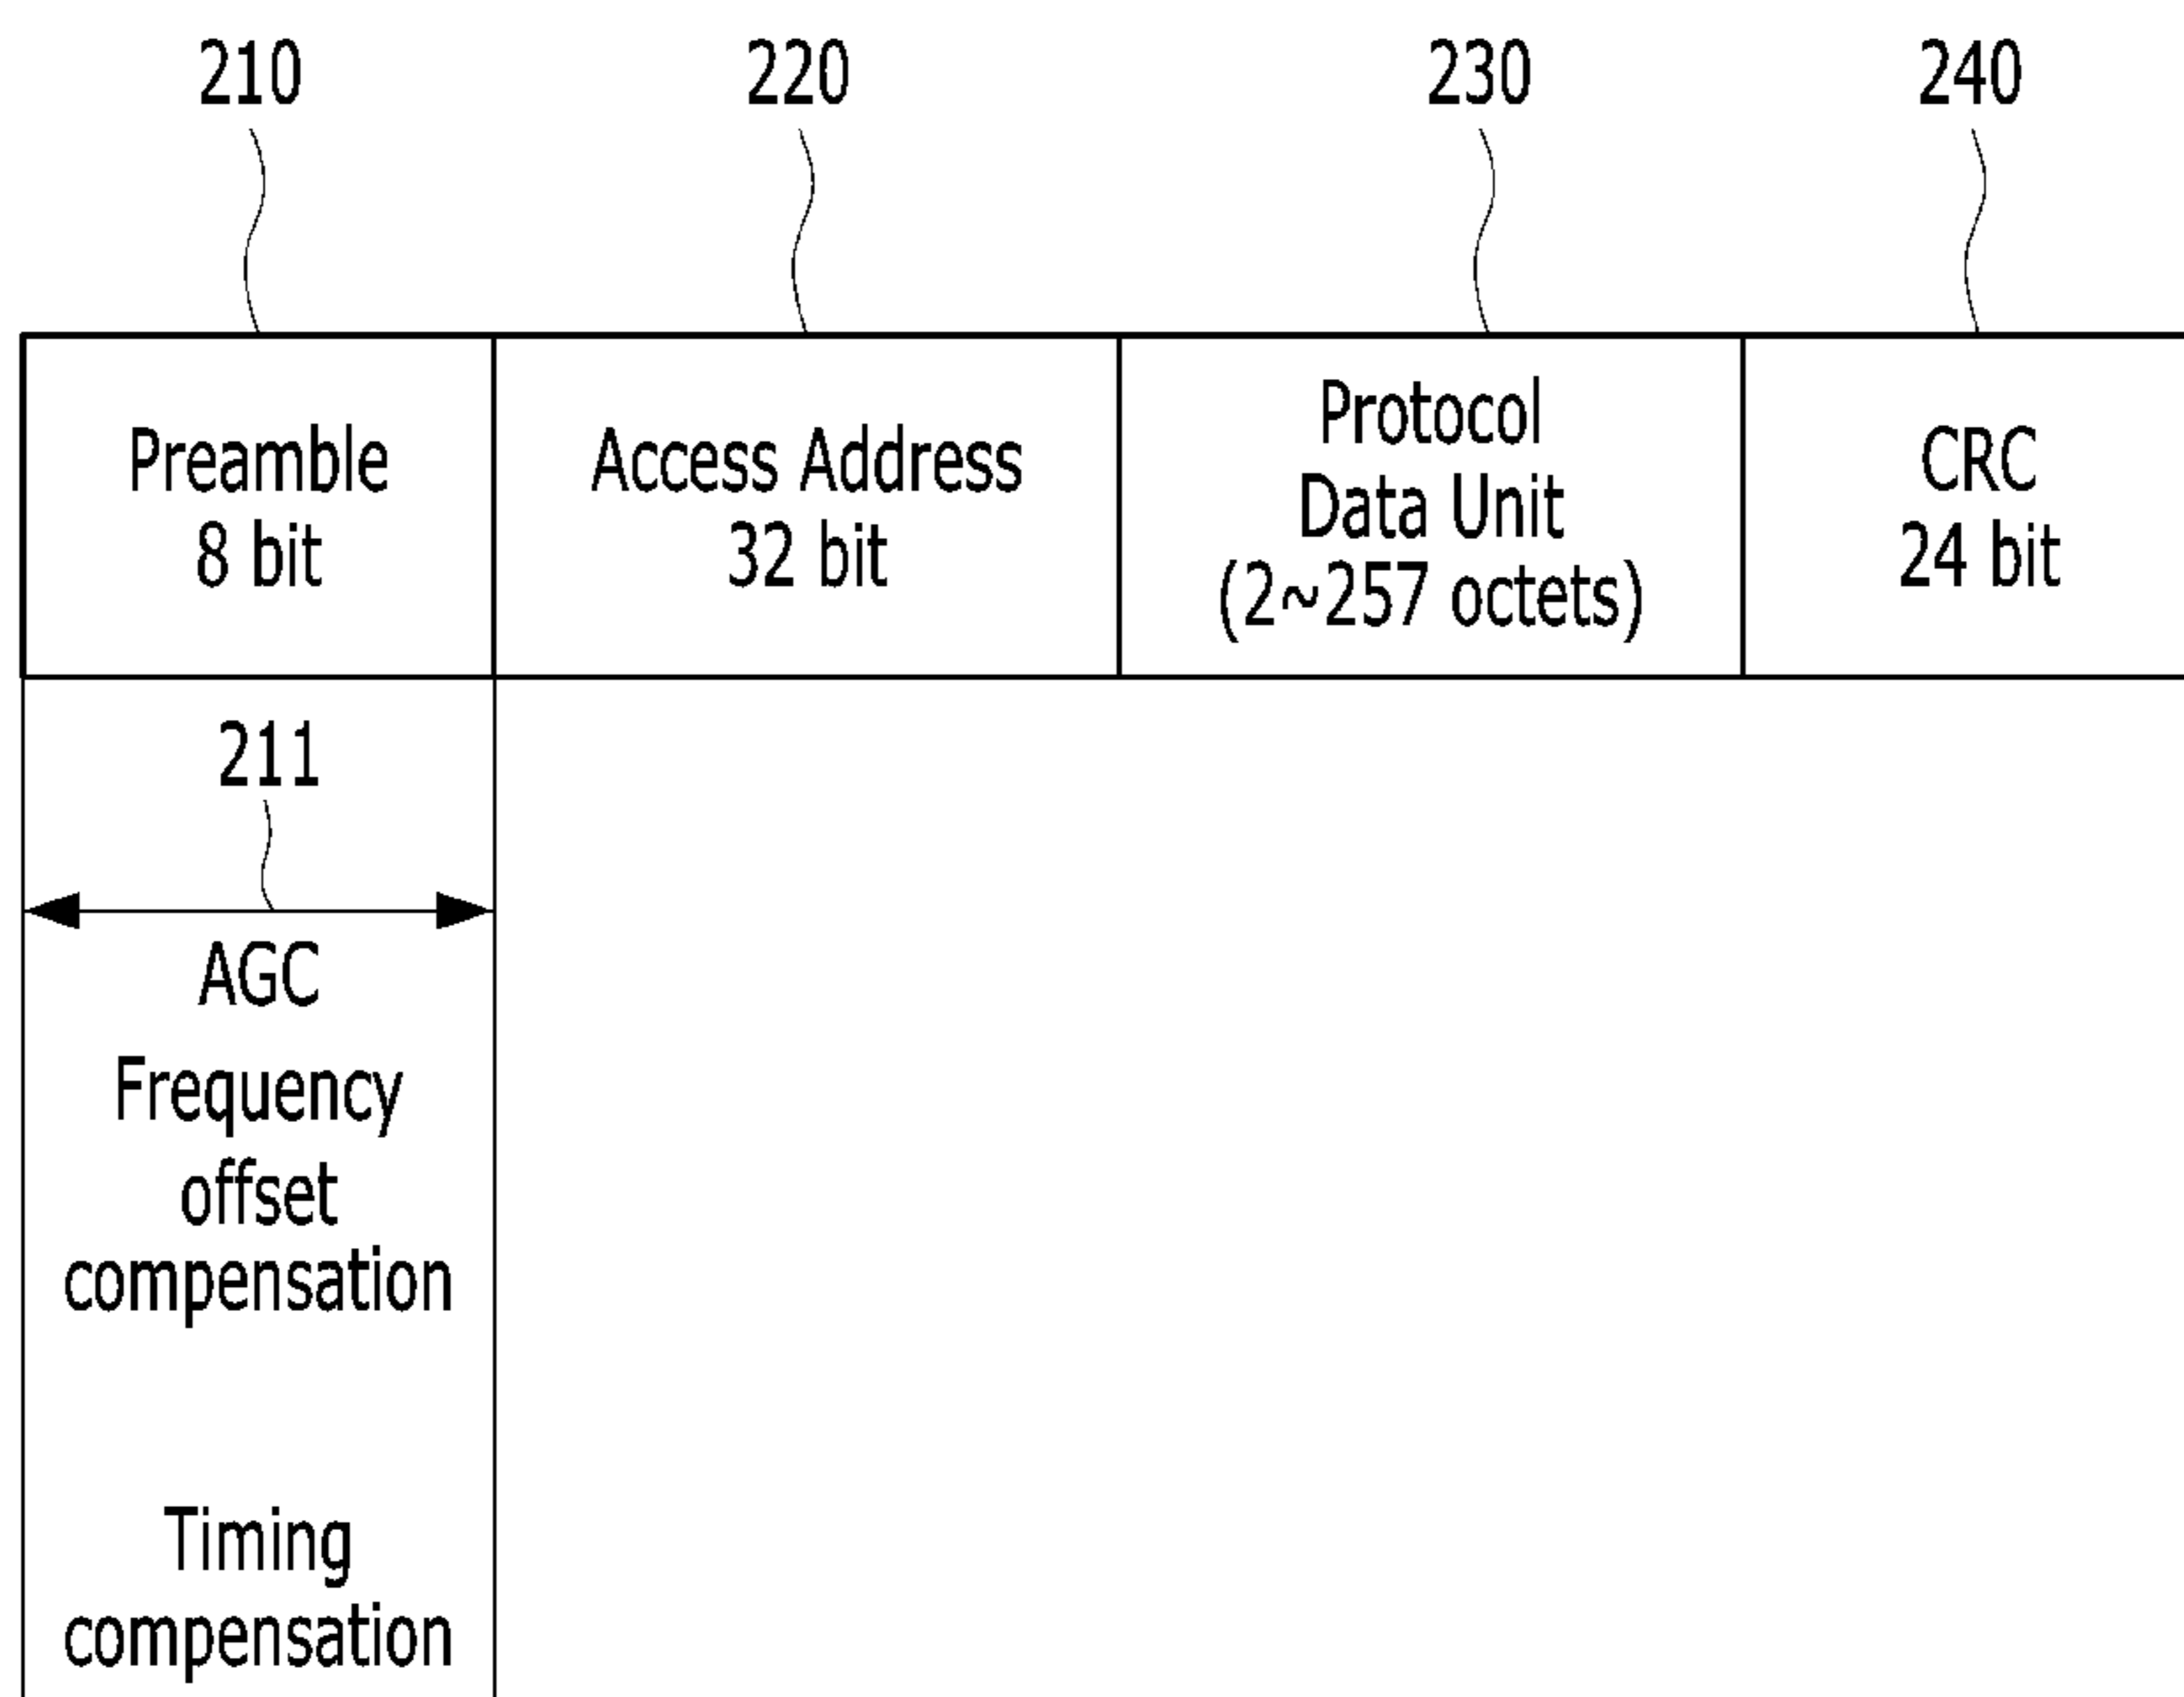 210 220 230 240
Preamble
8 bit
Access Address
32 bit
Protocol
Data Unit
(2~257 octets)
CRC
24 bit
211
AGC
Frequency
offset
compensation
Timing
compensation